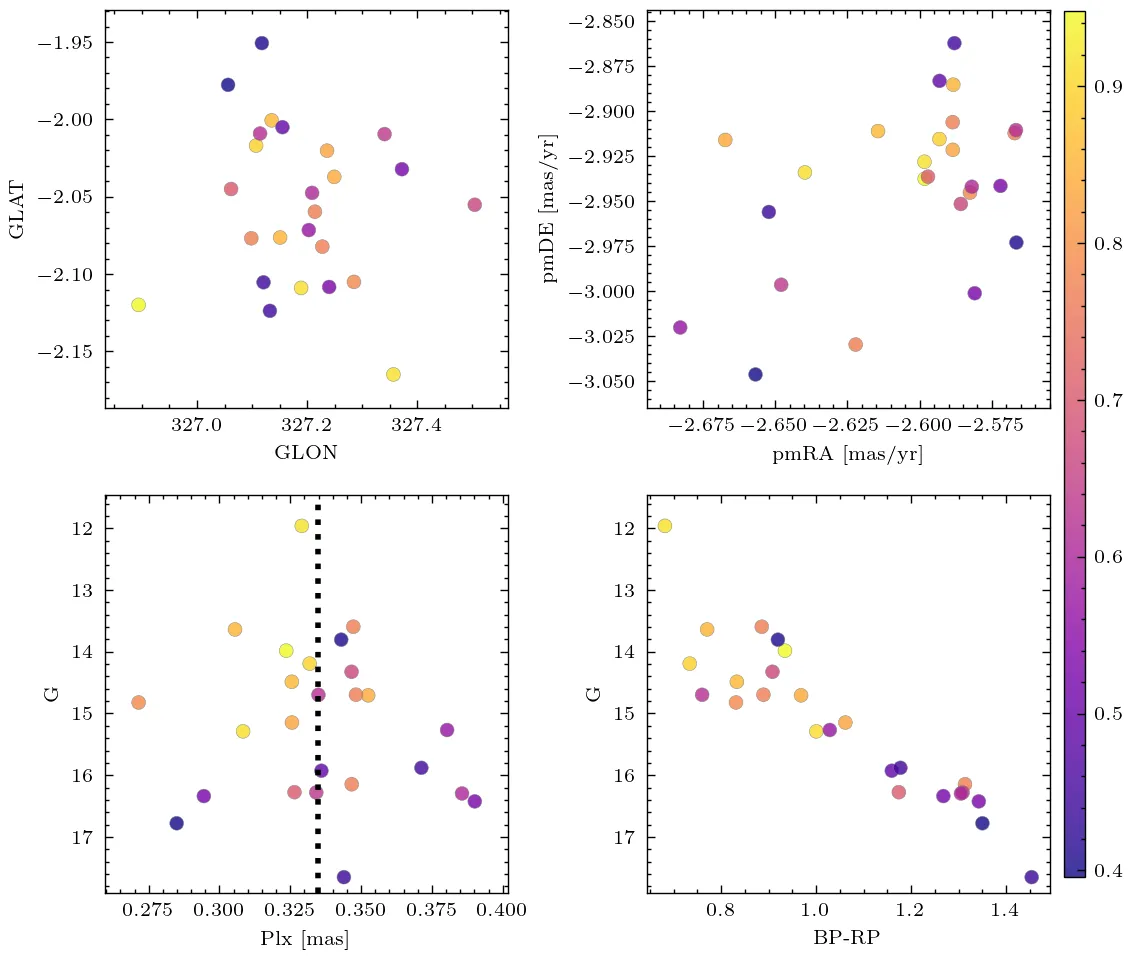 −1.95
−2.00
−2.05
−2.10
−2.15
GLAT
327.0 327.2 327.4
GLON
−2.850
−2.875
−2.900
−2.925
−2.950
−2.975
−3.000
−3.025
−3.050
pmDE [mas/yr]
−2.675 −2.650 −2.625 −2.600 −2.575
pmRA [mas/yr]
0.9
0.8
0.7
0.6
0.5
0.4
12
13
14
15
16
17
G
0.275 0.300 0.325 0.350 0.375 0.400
Plx [mas]
12
13
14
15
16
17
G
0.8 1.0 1.2 1.4
BP-RP